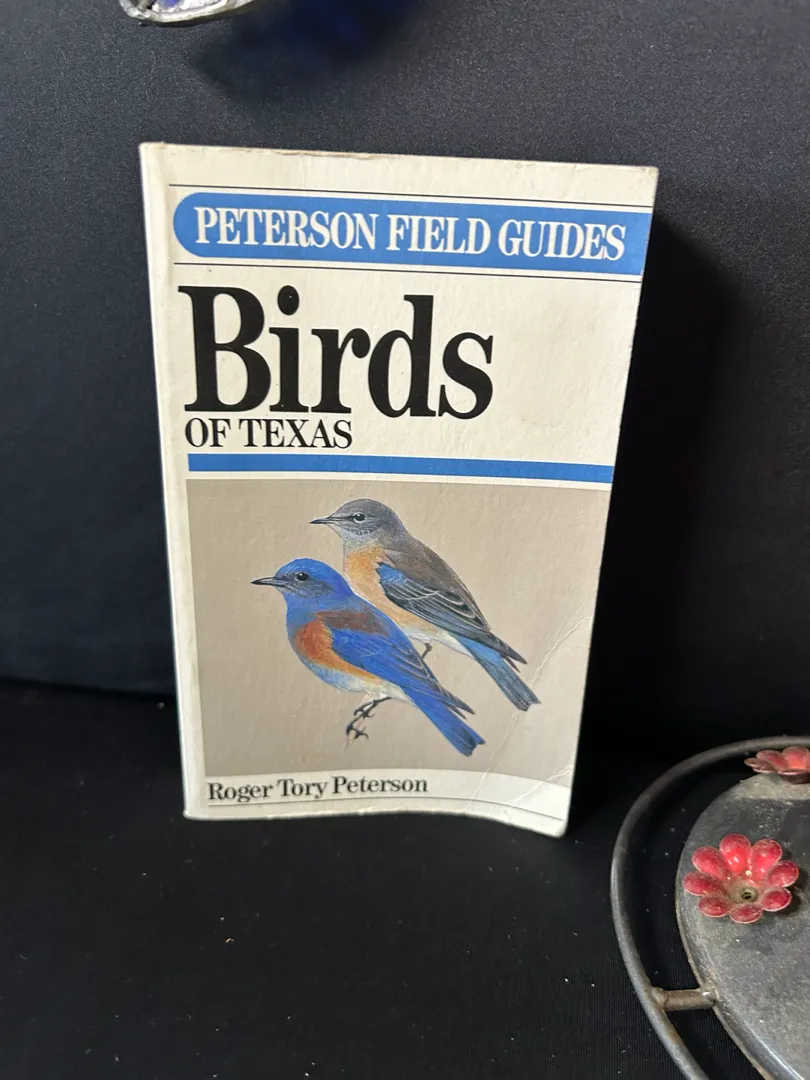 PETERSON FIELD GUIDES
Birds
OF TEXAS
Roger Tory Peterson